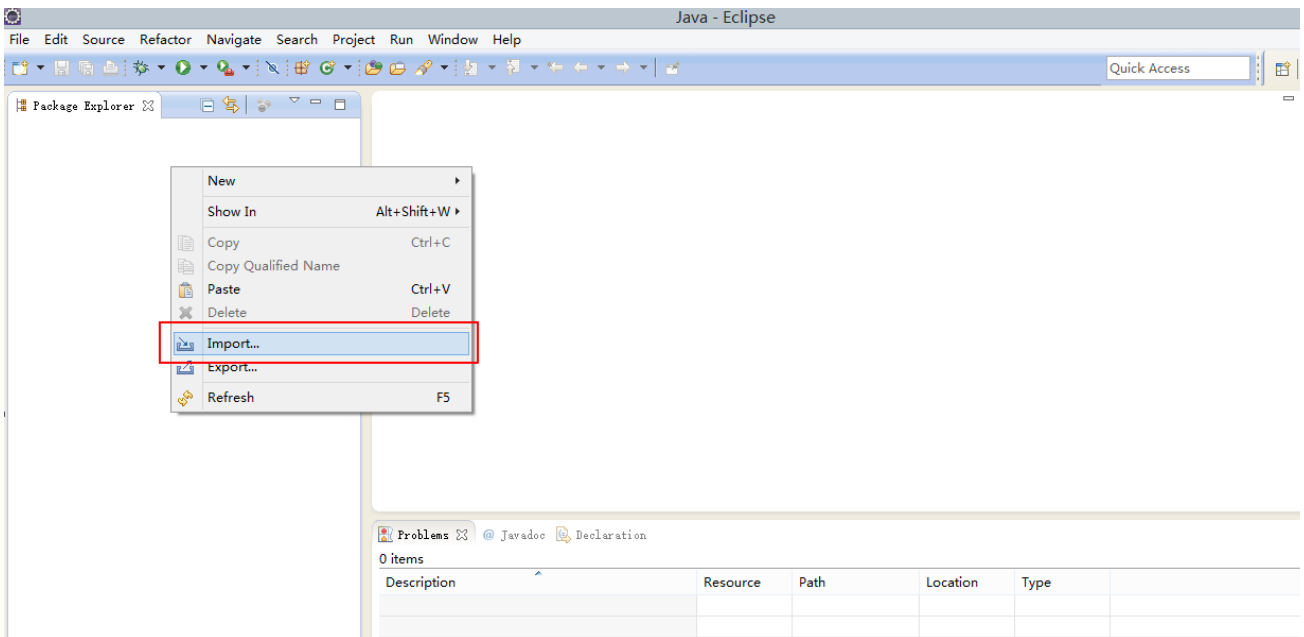 Java - Eclipse
File Edit Source Refactor Navigate Search Project Run Window Help
Quick Access
Package Explorer
New
Show In Alt+Shift+W
Copy Ctrl+C
Copy Qualified Name
Paste Ctrl+V
Delete Delete
Import...
Export...
Refresh F5
Problems @ Javadoc Declaration
0 items
Description Resource Path Location Type